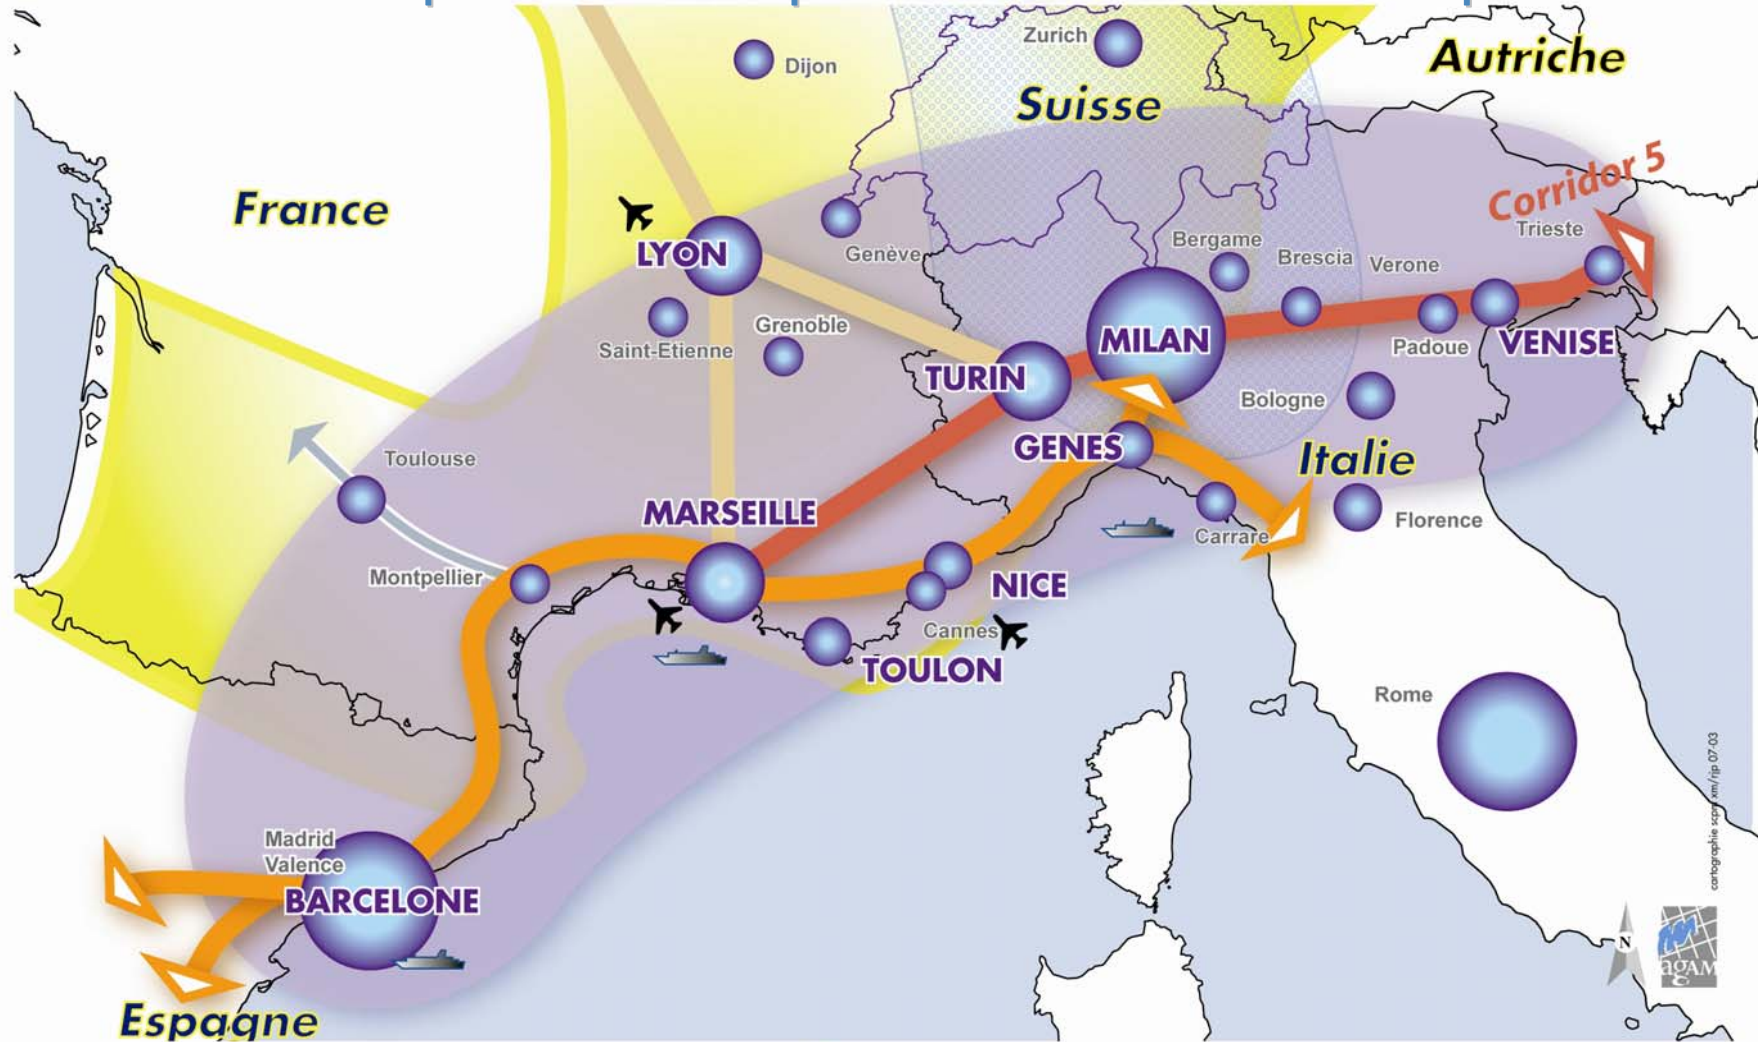 Zurich
Autriche
Dijon
Suisse
Corridor 5
France
Trieste
LYON
Genève
Bergame
Brescia
Verone
Saint-Etienne
Grenoble
MILAN
Padoue
VENISE
TURIN
Bologne
GENES
Italie
Toulouse
MARSEILLE
Florence
Carrare
Montpellier
NICE
Cannes
TOULON
Rome
Madrid
Valence
BARCELONE
N
agAM
Espagne